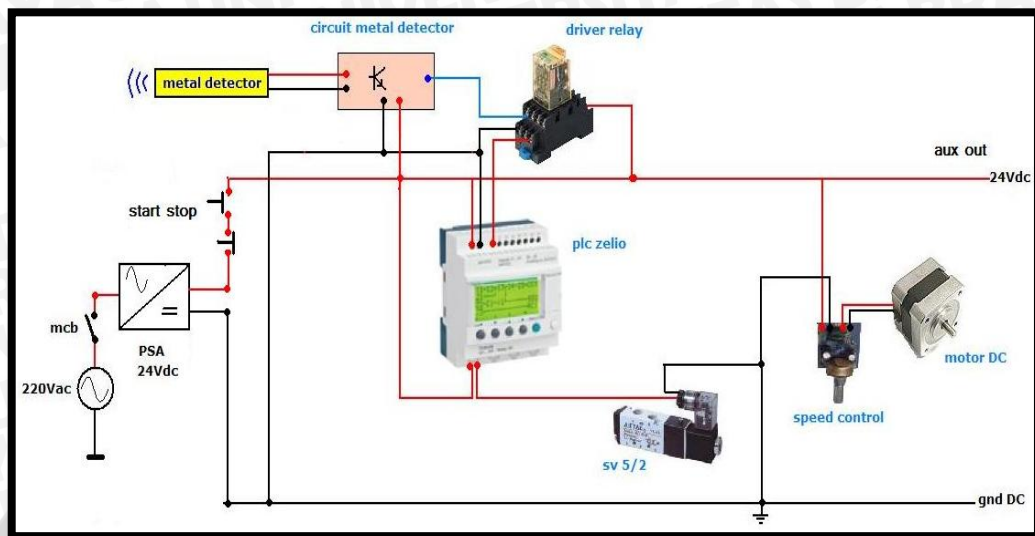 circuit metal detector
driver relay
metal detector
aux out
24Vdc
start stop
plc zelio
mcb
PSA
24Vdc
220Vac
motor DC
speed control
sv 5/2
gnd DC